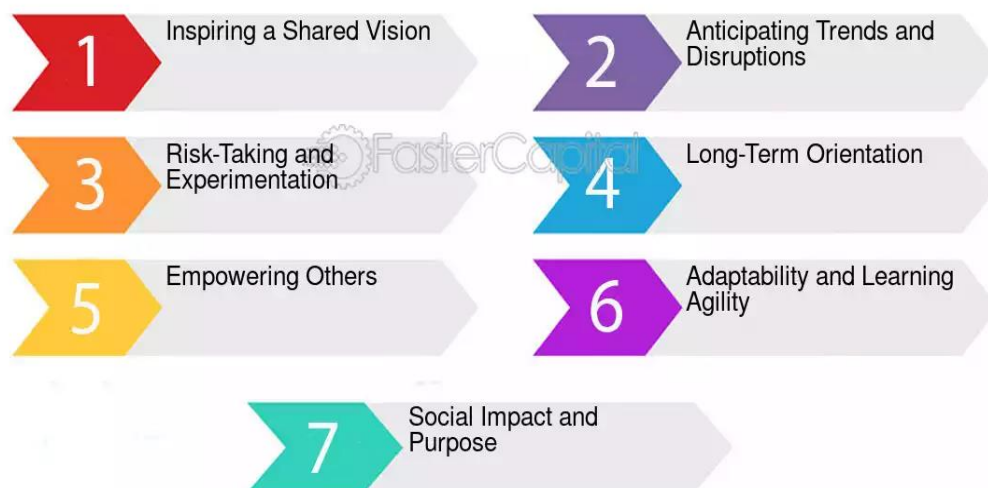 1
Inspiring a Shared Vision
2
Anticipating Trends and
Disruptions
3
Risk-Taking and
Experimentation
FasterCapital
4
Long-Term Orientation
5
Empowering Others
6
Adaptability and Learning
Agility
7
Social Impact and
Purpose